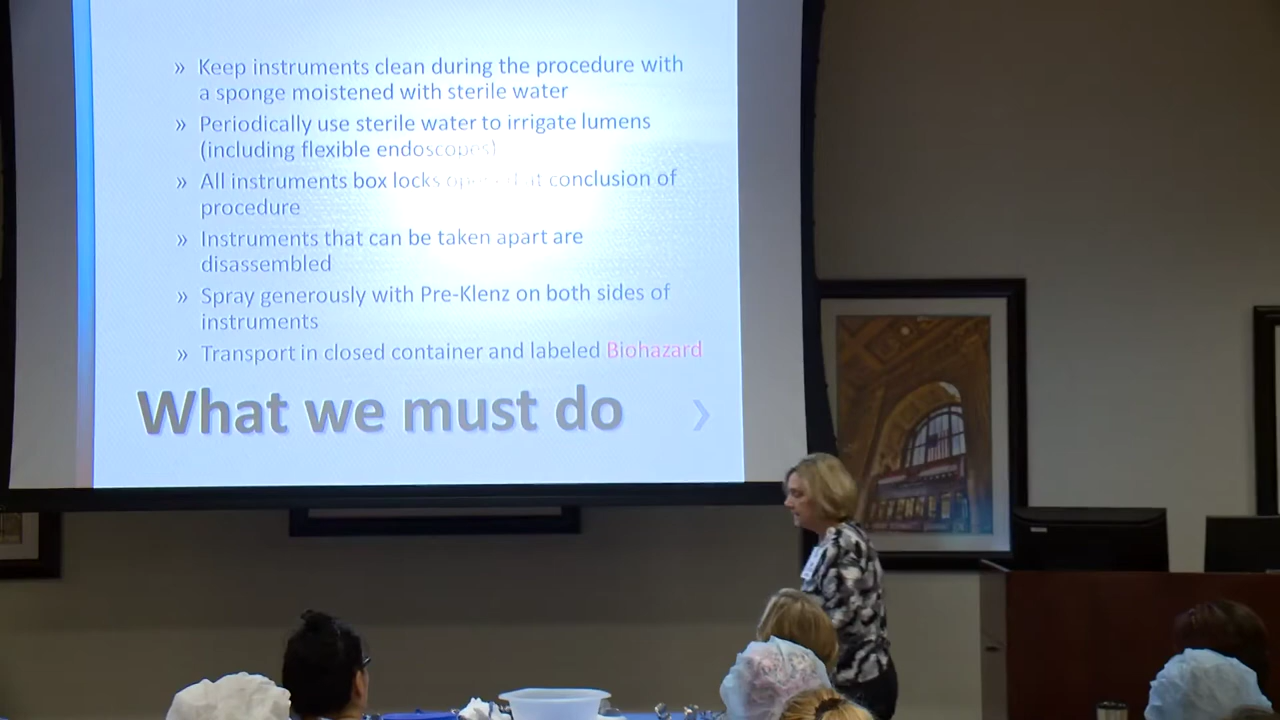 » Keep instruments clean during the procedure with
a sponge moistened with sterile water
» Periodically use sterile water to irrigate lumens
(including flexible endoscopes)
» All instruments box locks opened at conclusion of
procedure
» Instruments that can be taken apart are
disassembled
» Spray generously with Pre-Klenz on both sides of
instruments
» Transport in closed container and labeled Biohazard
What we must do